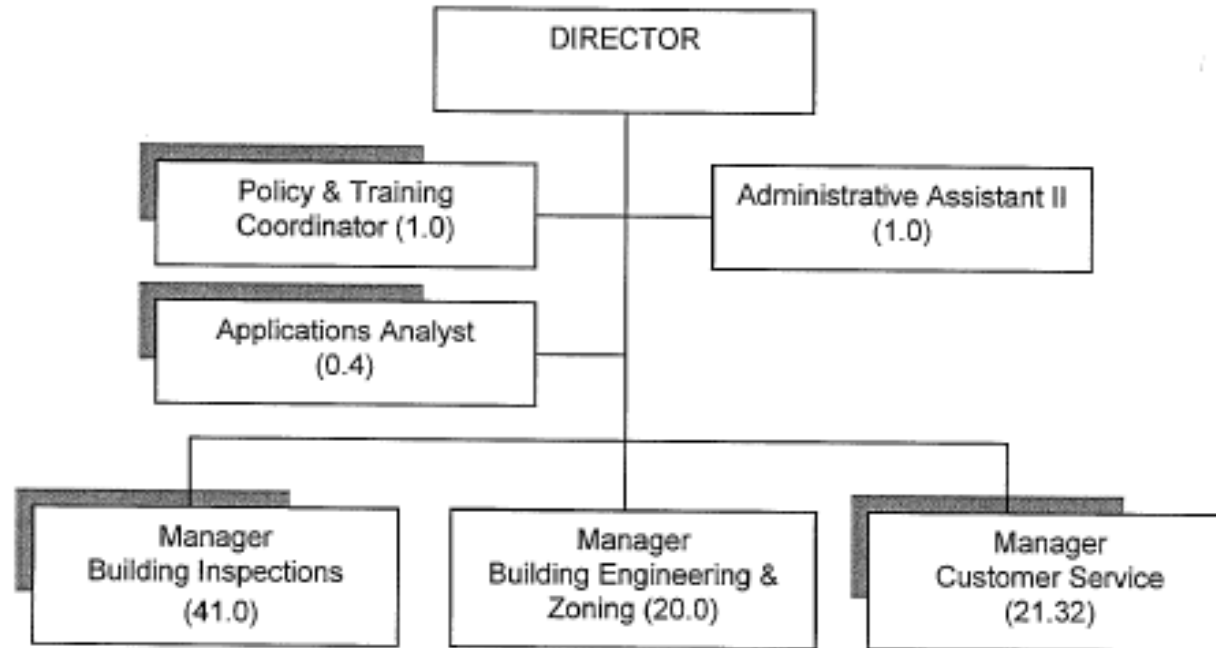 DIRECTOR
Policy & Training
Coordinator (1.0)
Administrative Assistant II
(1.0)
Applications Analyst
(0.4)
Manager
Building Inspections
(41.0)
Manager
Building Engineering &
Zoning (20.0)
Manager
Customer Service
(21.32)